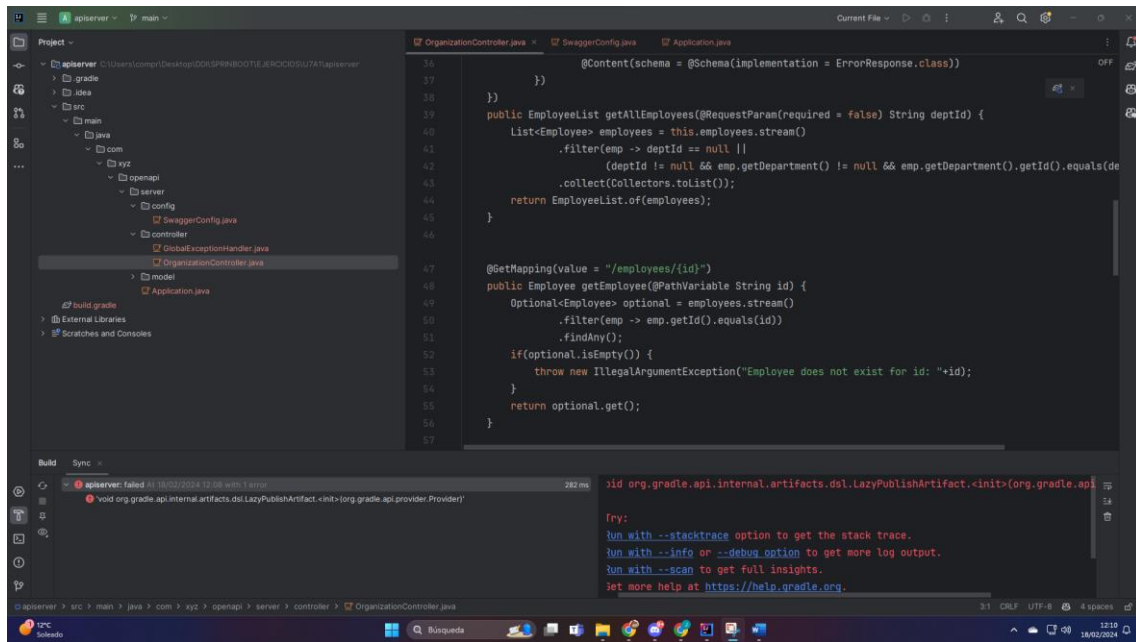 apiserver
main
Current File
Project
OrganizationController.java
SwaggerConfig.java
Application.java
apiserver C:\Users\compr\Desktop\DDI\SPRINBOOT\EJERCICIOS\U7A1\apiserver
.gradle
.idea
src
main
java
com
xyz
openapi
server
config
SwaggerConfig.java
controller
GlobalExceptionHandler.java
OrganizationController.java
model
Application.java
build.gradle
External Libraries
Scratches and Consoles
OFF
36 @Content(schema = @Schema(implementation = ErrorResponse.class))
37 })
38 })
39 public EmployeeList getAllEmployees(@RequestParam(required = false) String deptId) {
40 List<Employee> employees = this.employees.stream()
41 .filter(emp -> deptId == null ||
42 (deptId != null && emp.getDepartment() != null && emp.getDepartment().getId().equals(de
43 .collect(Collectors.toList());
44 return EmployeeList.of(employees);
45 }
46
47 @GetMapping(value = "/employees/{id}")
48 public Employee getEmployee(@PathVariable String id) {
49 Optional<Employee> optional = employees.stream()
50 .filter(emp -> emp.getId().equals(id))
51 .findAny();
52 if(optional.isEmpty()) {
53 throw new IllegalArgumentException("Employee does not exist for id: "+id);
54 }
55 return optional.get();
56 }
57
Build Sync
apiserver: failed At 18/02/2024 12:08 with 1 error 282 ms
'void org.gradle.api.internal.artifacts.dsl.LazyPublishArtifact.<init>(org.gradle.api.provider.Provider)'
oid org.gradle.api.internal.artifacts.dsl.LazyPublishArtifact.<init>(org.gradle.api
Try:
Run with --stacktrace option to get the stack trace.
Run with --info or --debug option to get more log output.
Run with --scan to get full insights.
Get more help at https://help.gradle.org.
apiserver > src > main > java > com > xyz > openapi > server > controller > OrganizationController.java
3:1 CRLF UTF-8 4 spaces
12°C
Soleado
Búsqueda
12:10
18/02/2024